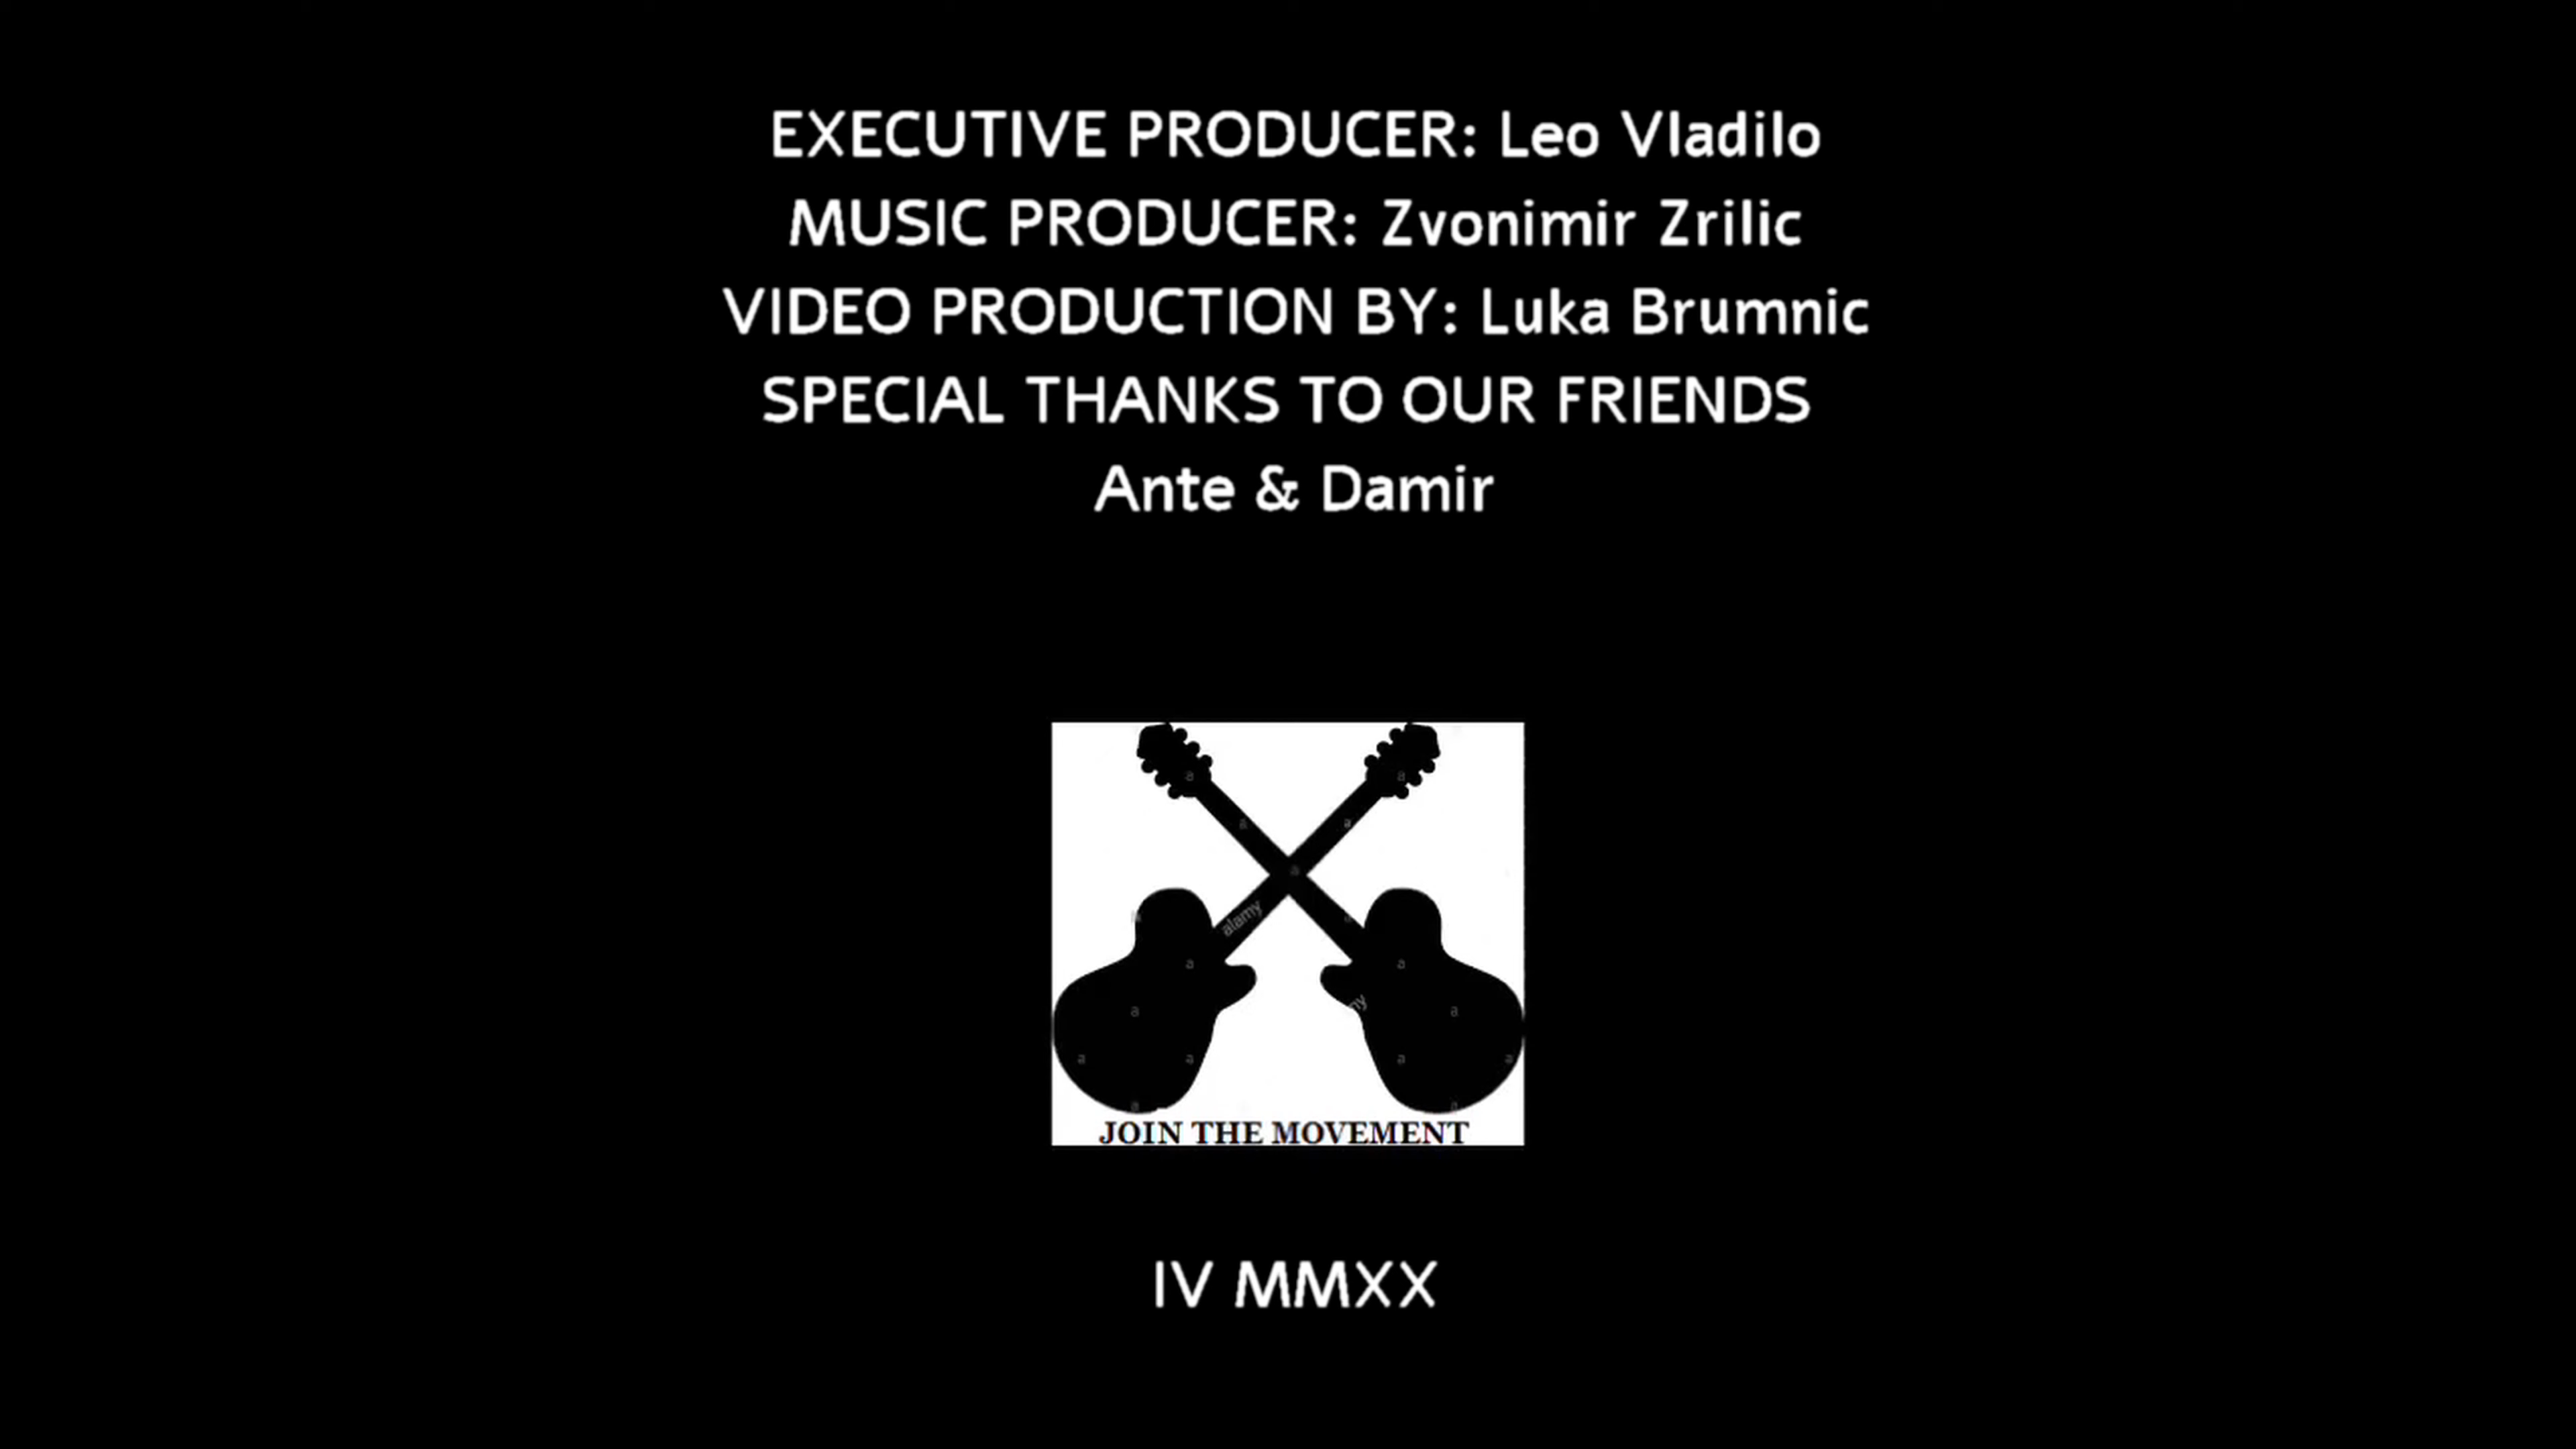 EXECUTIVE PRODUCER: Leo Vladilo
MUSIC PRODUCER: Zvonimir Zrilic
VIDEO PRODUCTION BY: Luka Brumnic
SPECIAL THANKS TO OUR FRIENDS
Ante & Damir
alamy
JOIN THE MOVEMENT
IV MMXX